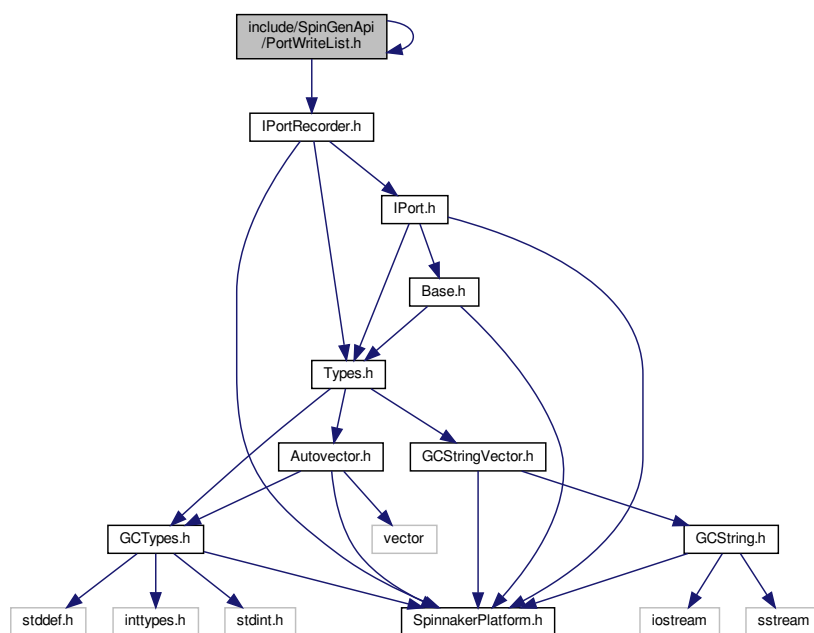 include/SpinGenApi
/PortWriteList.h
IPortRecorder.h
IPort.h
Base.h
Types.h
Autovector.h
GCStringVector.h
GCTypes.h
vector
GCString.h
stddef.h
inttypes.h
stdint.h
SpinnakerPlatform.h
iostream
sstream